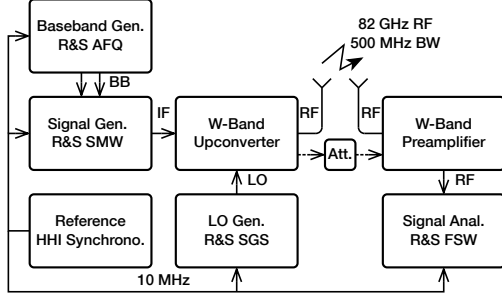 Baseband Gen.
R&S AFQ
82 GHz RF
500 MHz BW
BB
Signal Gen.
R&S SMW
IF
W-Band
Upconverter
RF
RF
Att.
W-Band
Preamplifier
LO
RF
Reference
HHI Synchrono.
LO Gen.
R&S SGS
Signal Anal.
R&S FSW
10 MHz